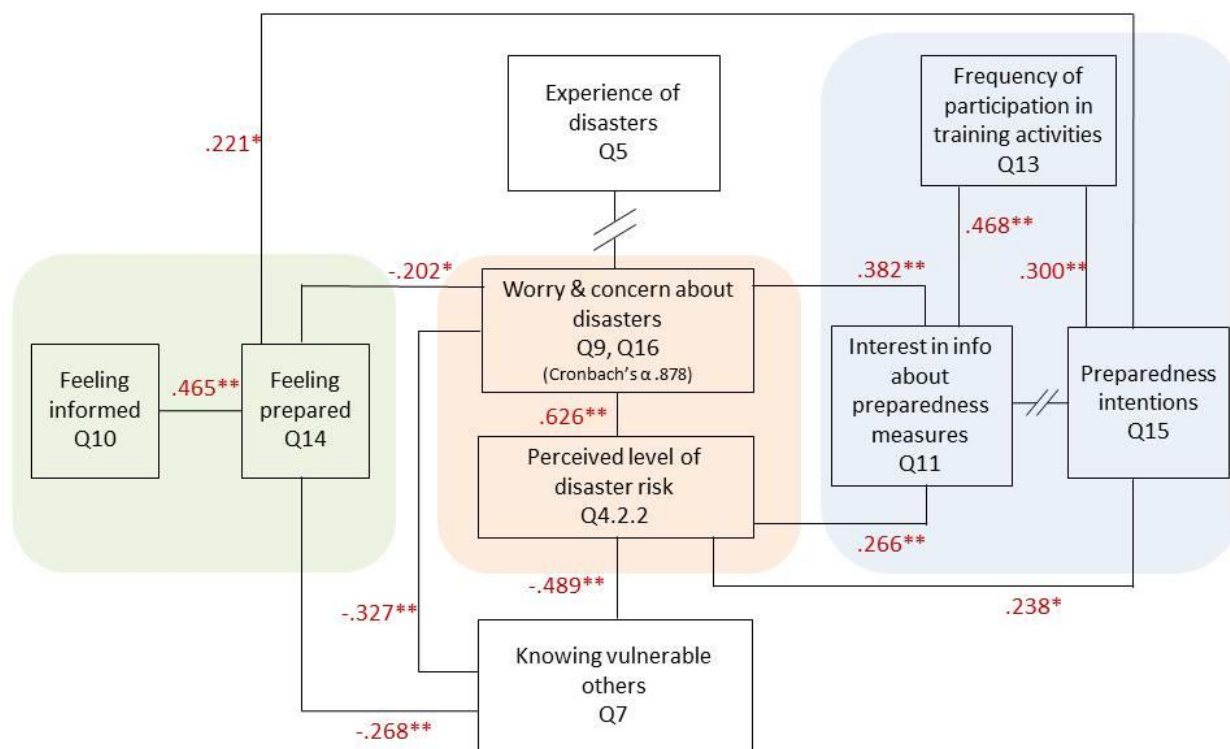 Experience of
disasters
Q5
Frequency of
participation in
training activities
Q13
.221*
.468**
-.202*
.382**
.300**
Worry & concern about
disasters
Q9, Q16
(Cronbach's α .878)
Feeling
informed
Q10
.465**
Feeling
prepared
Q14
Interest in info
about
preparedness
measures
Q11
Preparedness
intentions
Q15
.626**
Perceived level of
disaster risk
Q4.2.2
.266**
-.489**
.238*
-.327**
Knowing vulnerable
others
Q7
-.268**